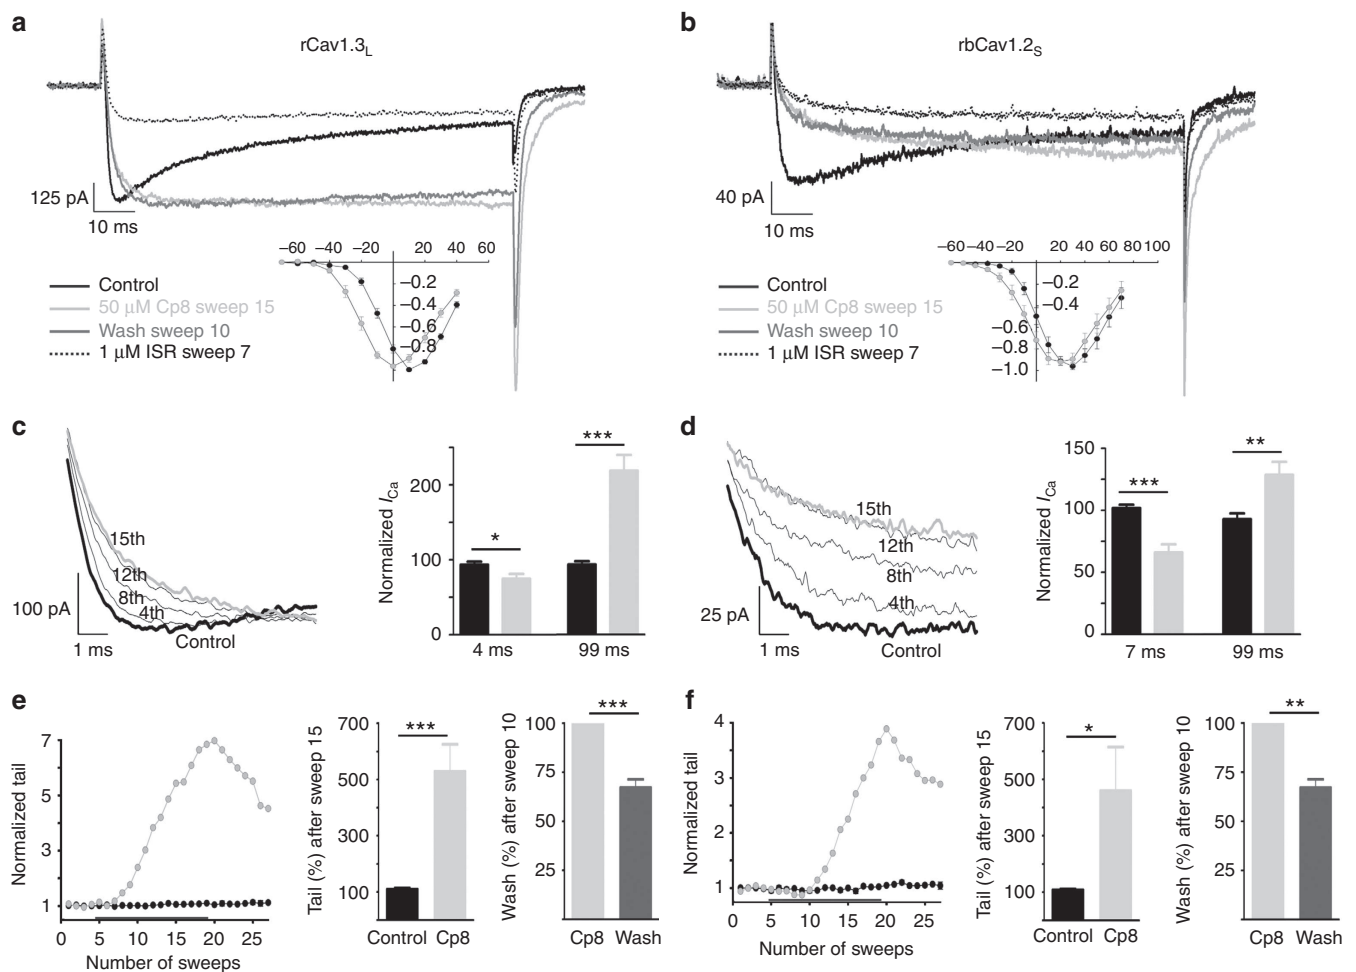 a
rCav1.3L
125 pA
10 ms
−60 −40 −20 20 40 60
−0.2
−0.4
−0.6
−0.8
Control
50 μM Cp8 sweep 15
Wash sweep 10
1 μM ISR sweep 7
b
rbCav1.2S
40 pA
10 ms
−60 −40 −20 20 40 60 80 100
−0.2
−0.4
−0.6
−0.8
−1.0
Control
50 μM Cp8 sweep 15
Wash sweep 10
1 μM ISR sweep 7
c
15th
12th
8th
4th
Control
100 pA
1 ms
Normalized ICa
200
100
0
*
***
4 ms 99 ms
d
15th
12th
8th
4th
Control
25 pA
1 ms
Normalized ICa
150
100
50
0
***
**
7 ms 99 ms
e
Normalized tail
7
5
3
1
0 5 10 15 20 25
Number of sweeps
Tail (%) after sweep 15
700
500
300
100
***
Control Cp8
Wash (%) after sweep 10
100
75
50
25
***
Cp8 Wash
f
Normalized tail
4
3
2
1
0 5 10 15 20 25
Number of sweeps
Tail (%) after sweep 15
700
500
300
100
*
Control Cp8
Wash (%) after sweep 10
100
75
50
25
**
Cp8 Wash